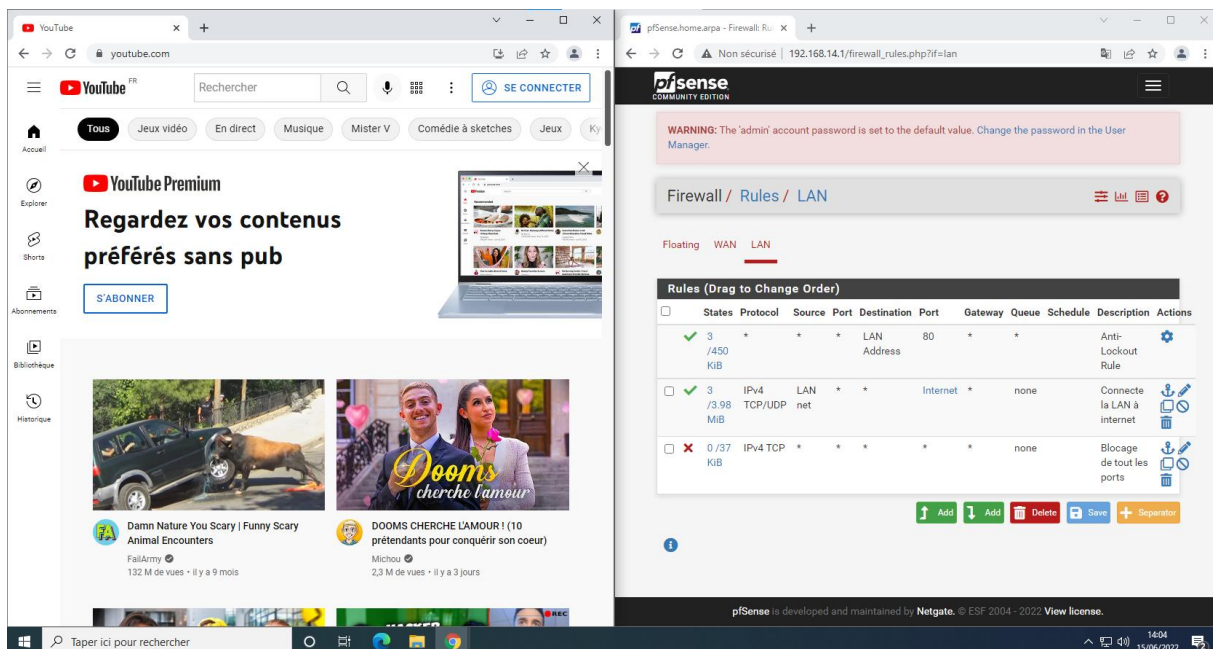 YouTube
youtube.com
YouTube FR
Rechercher
SE CONNECTER
Tous
Jeux vidéo
En direct
Musique
Mister V
Comédie à sketches
Jeux
Ky
Accueil
Explorer
Shorts
Abonnements
Bibliothèque
Historique
YouTube Premium
Regardez vos contenus
préférés sans pub
S'ABONNER
Damn Nature You Scary | Funny Scary
Animal Encounters
FailArmy
132 M de vues • il y a 9 mois
Dooms
cherche l'amour
DOOMS CHERCHE L'AMOUR ! (10
prétendants pour conquérir son coeur)
Michou
2,3 M de vues • il y a 3 jours
REC
pfSense.home.arpa - Firewall: Ru
Non sécurisé | 192.168.14.1/firewall_rules.php?if=lan
pfsense
COMMUNITY EDITION
WARNING: The 'admin' account password is set to the default value. Change the password in the User
Manager.
Firewall / Rules / LAN
Floating WAN LAN
Rules (Drag to Change Order)
States Protocol Source Port Destination Port Gateway Queue Schedule Description Actions
3 * * * LAN 80 * * Anti-
/450 Address Lockout
KiB Rule
3 IPv4 LAN * * Internet * none Connecte
/3.98 TCP/UDP net la LAN à
MiB internet
0 /37 IPv4 TCP * * * * * none Blocage
KiB de tout les
ports
Add Add Delete Save Separator
pfSense is developed and maintained by Netgate. © ESF 2004 - 2022 View license.
Taper ici pour rechercher
14:04
15/06/2022